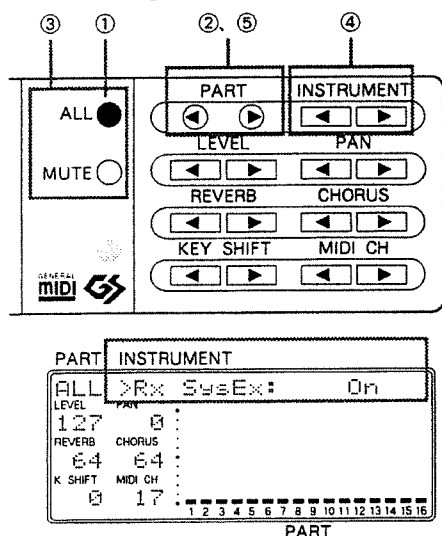 ③ ① ②、⑤ ④
PART INSTRUMENT
ALL
LEVEL PAN
MUTE
REVERB CHORUS
KEY SHIFT MIDI CH
GENERAL
MIDI GS
PART INSTRUMENT
ALL >Rx SysEx: On
LEVEL PAN
127 0
REVERB CHORUS
64 64
K SHIFT MIDI CH
0 17
1 2 3 4 5 6 7 8 9 10 11 12 13 14 15 16
PART